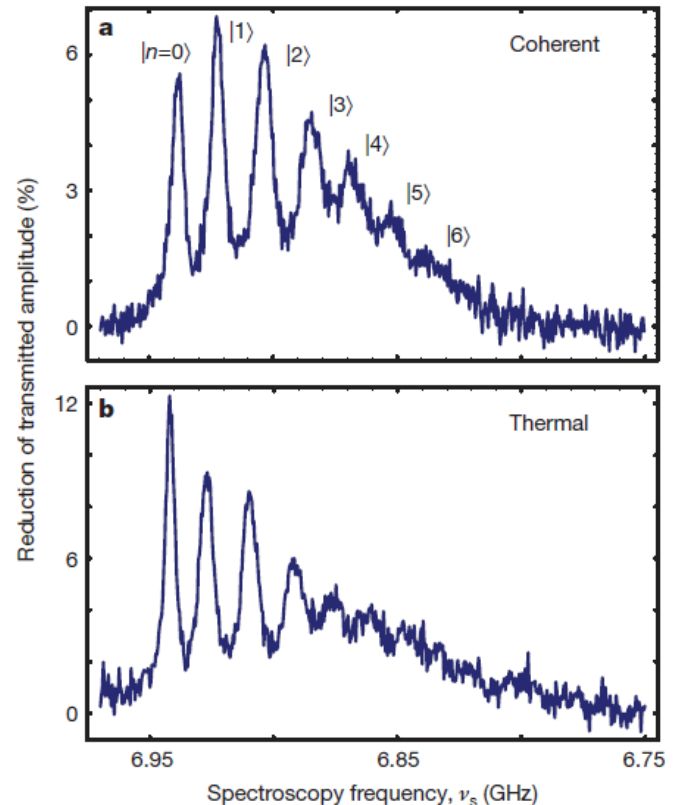 a
Coherent
|n=0⟩
|1⟩
|2⟩
|3⟩
|4⟩
|5⟩
|6⟩
6
3
0
Reduction of transmitted amplitude (%)
b
Thermal
12
6
0
6.95
6.85
6.75
Spectroscopy frequency, νs (GHz)